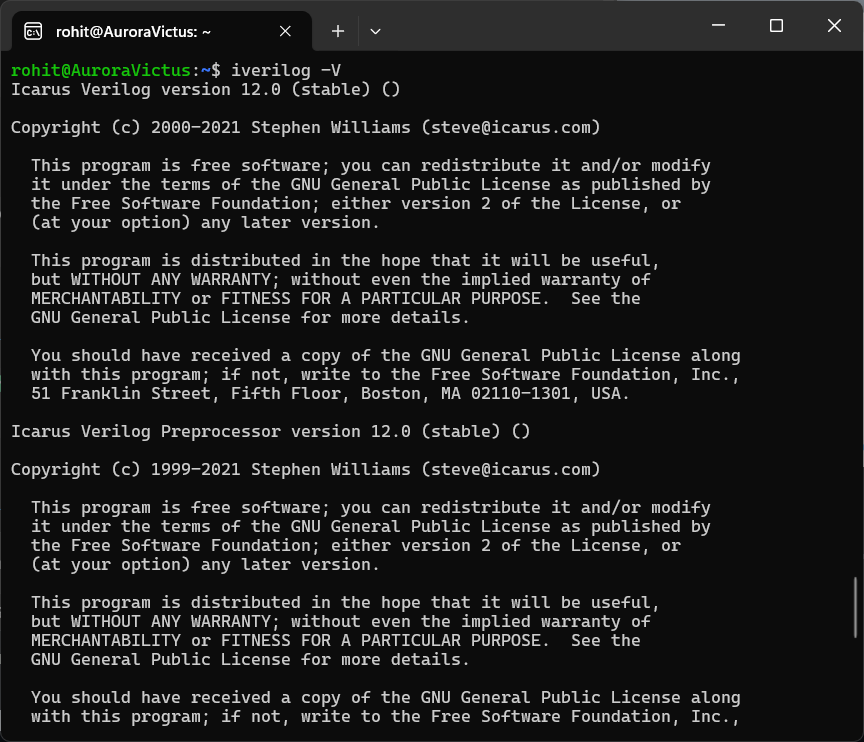 rohit@AuroraVictus: ~
rohit@AuroraVictus:~$ iverilog -V
Icarus Verilog version 12.0 (stable) ()
Copyright (c) 2000-2021 Stephen Williams (steve@icarus.com)
This program is free software; you can redistribute it and/or modify
it under the terms of the GNU General Public License as published by
the Free Software Foundation; either version 2 of the License, or
(at your option) any later version.
This program is distributed in the hope that it will be useful,
but WITHOUT ANY WARRANTY; without even the implied warranty of
MERCHANTABILITY or FITNESS FOR A PARTICULAR PURPOSE.  See the
GNU General Public License for more details.
You should have received a copy of the GNU General Public License along
with this program; if not, write to the Free Software Foundation, Inc.,
51 Franklin Street, Fifth Floor, Boston, MA 02110-1301, USA.
Icarus Verilog Preprocessor version 12.0 (stable) ()
Copyright (c) 1999-2021 Stephen Williams (steve@icarus.com)
This program is free software; you can redistribute it and/or modify
it under the terms of the GNU General Public License as published by
the Free Software Foundation; either version 2 of the License, or
(at your option) any later version.
This program is distributed in the hope that it will be useful,
but WITHOUT ANY WARRANTY; without even the implied warranty of
MERCHANTABILITY or FITNESS FOR A PARTICULAR PURPOSE.  See the
GNU General Public License for more details.
You should have received a copy of the GNU General Public License along
with this program; if not, write to the Free Software Foundation, Inc.,